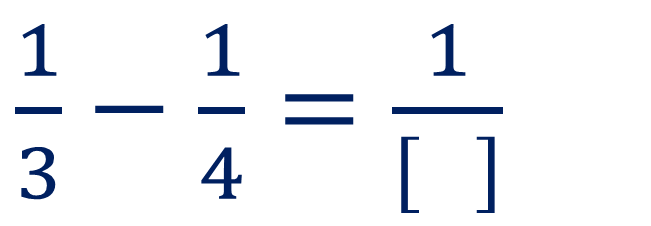 1/3 − 1/4 = 1/[ ]